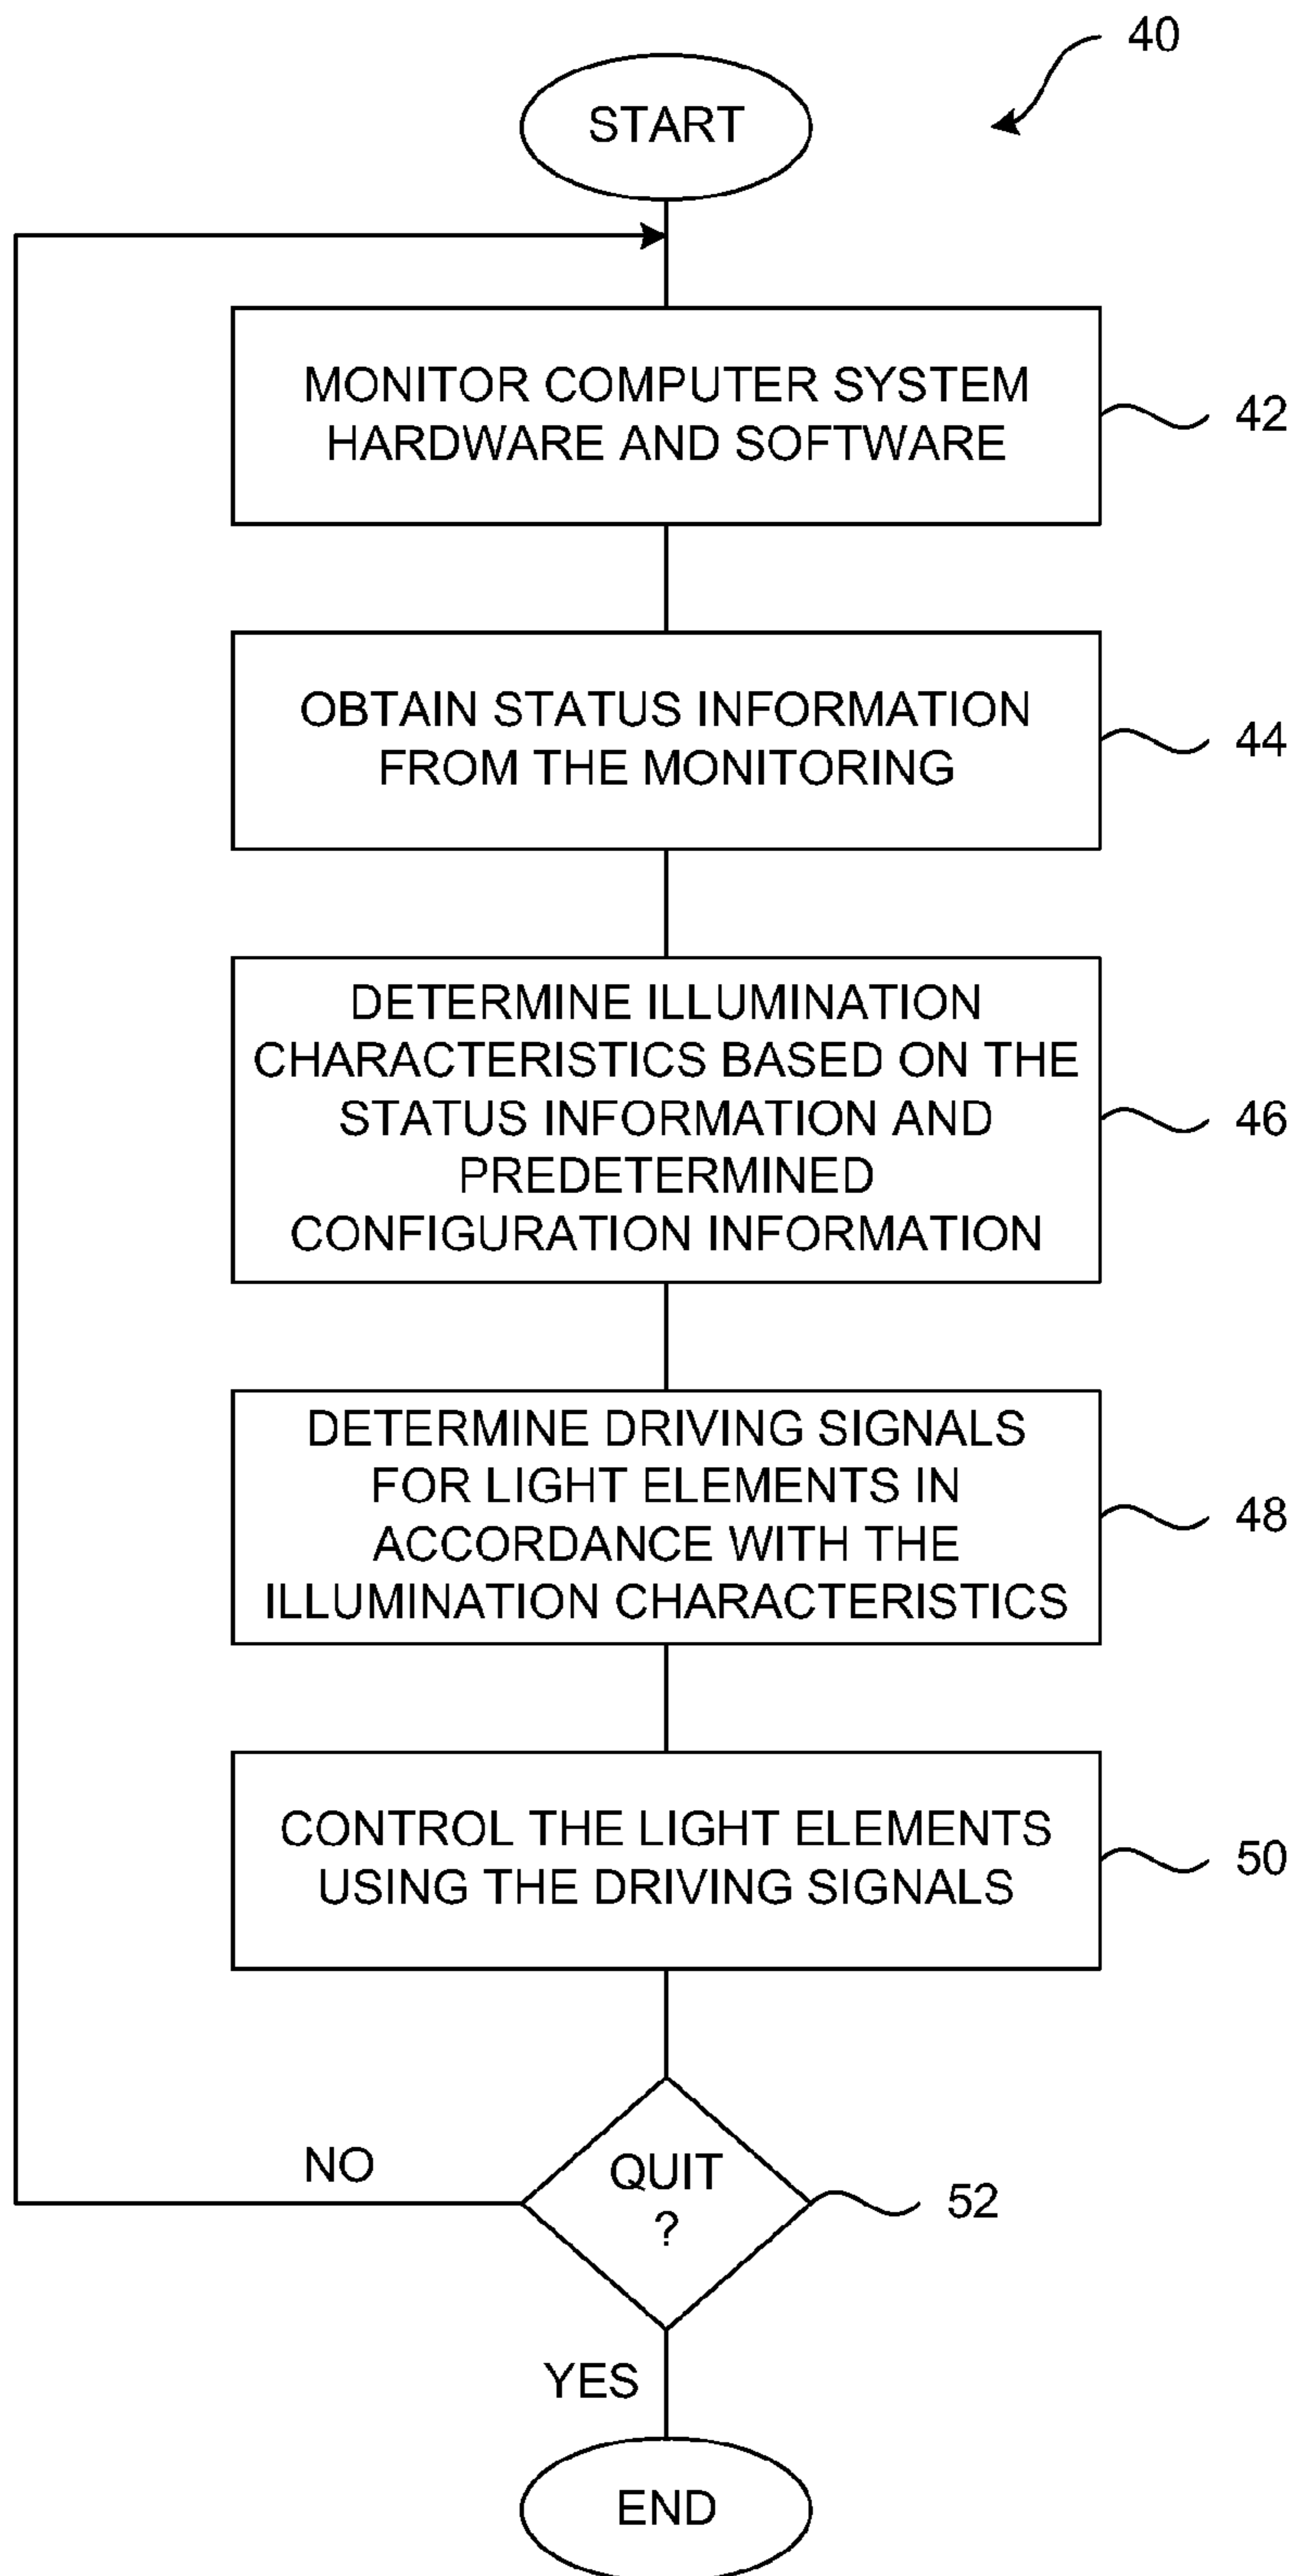 40
START
MONITOR COMPUTER SYSTEM
HARDWARE AND SOFTWARE
42
OBTAIN STATUS INFORMATION
FROM THE MONITORING
44
DETERMINE ILLUMINATION
CHARACTERISTICS BASED ON THE
STATUS INFORMATION AND
PREDETERMINED
CONFIGURATION INFORMATION
46
DETERMINE DRIVING SIGNALS
FOR LIGHT ELEMENTS IN
ACCORDANCE WITH THE
ILLUMINATION CHARACTERISTICS
48
CONTROL THE LIGHT ELEMENTS
USING THE DRIVING SIGNALS
50
NO
QUIT
?
52
YES
END